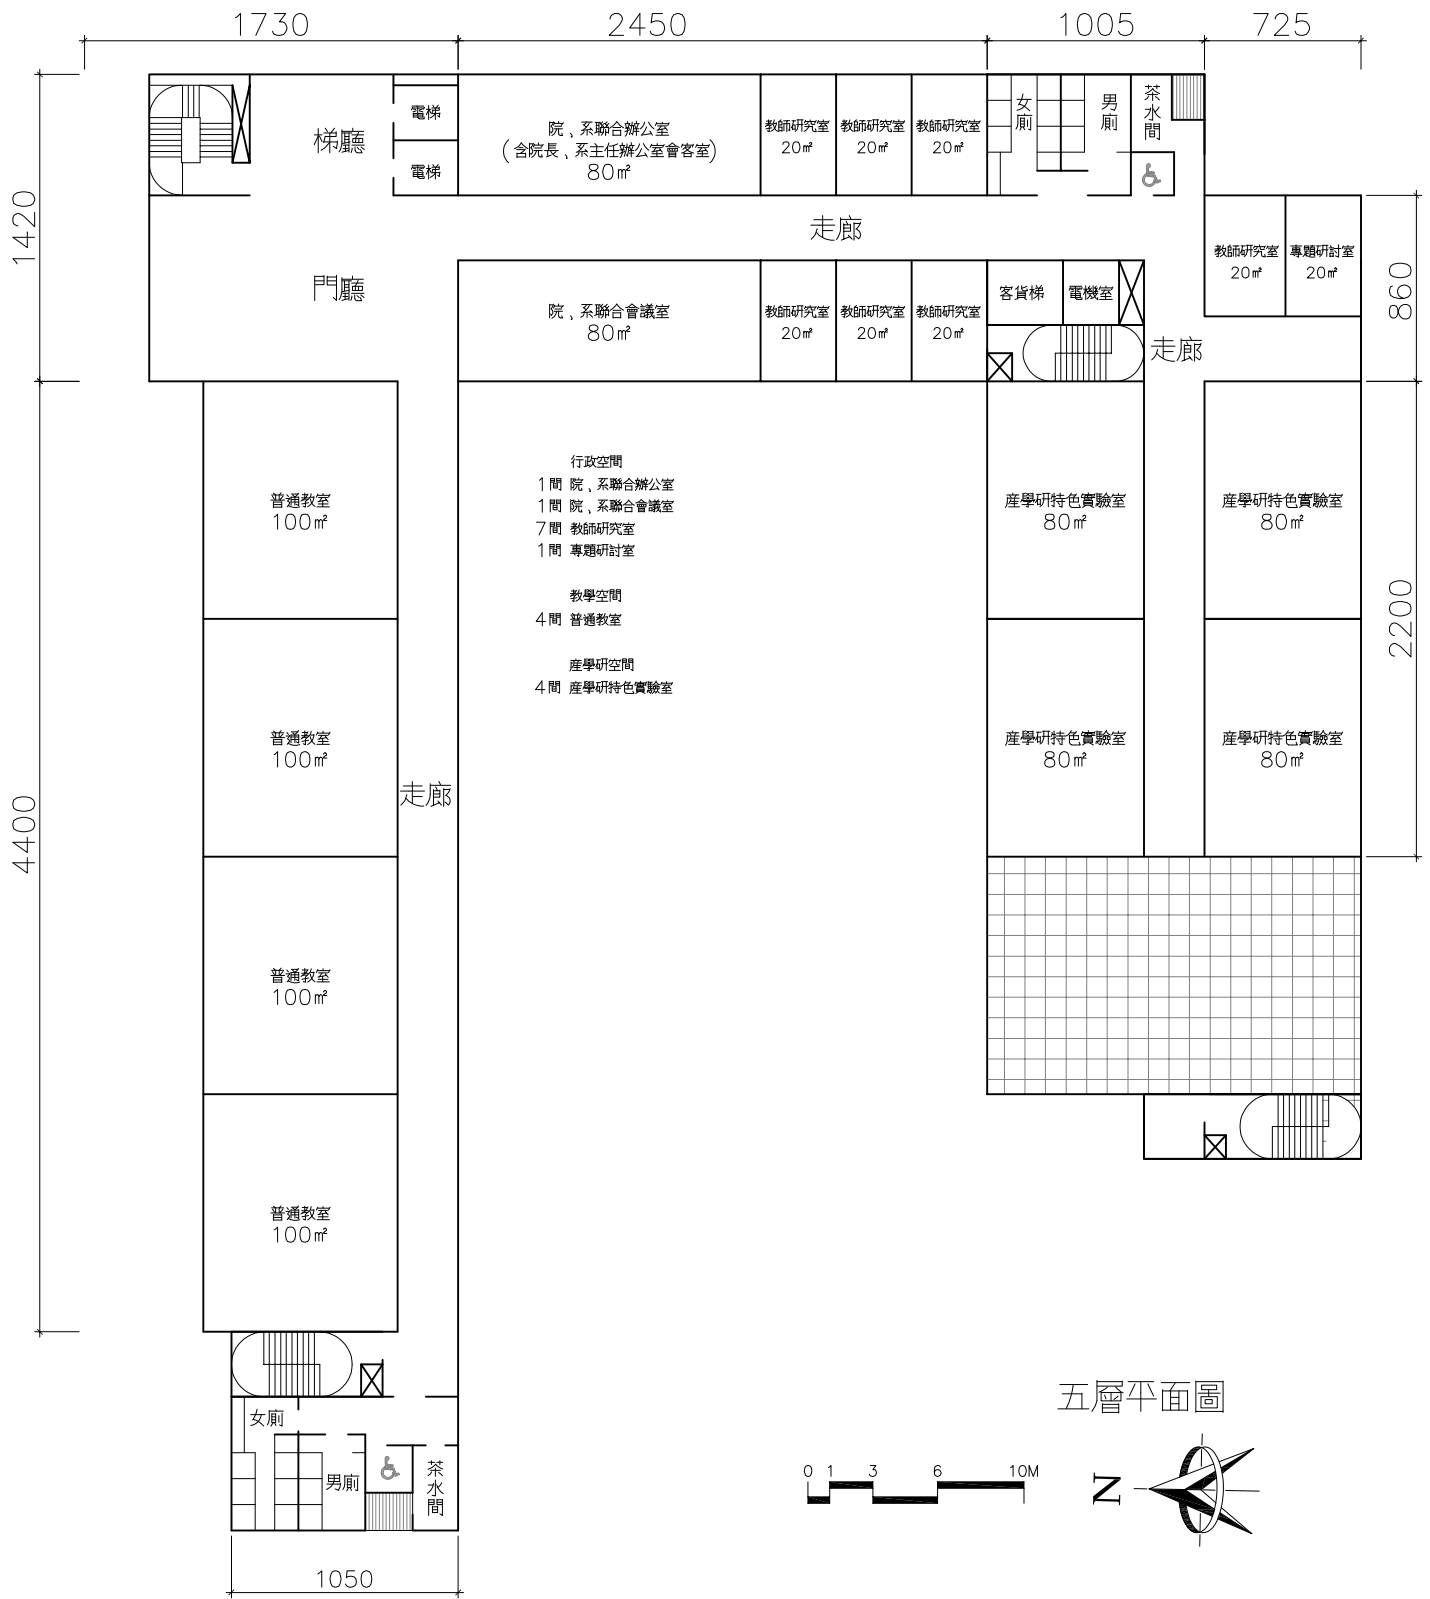 1730
2450
1005
725
1420
4400
860
2200
1050
梯廳
電梯
電梯
門廳
院、系聯合辦公室
(含院長、系主任辦公室會客室)
80㎡
教師研究室
20㎡
教師研究室
20㎡
教師研究室
20㎡
女廁
男廁
茶水間
走廊
教師研究室
20㎡
專題研討室
20㎡
院、系聯合會議室
80㎡
教師研究室
20㎡
教師研究室
20㎡
教師研究室
20㎡
客貨梯
電機室
走廊
普通教室
100㎡
普通教室
100㎡
普通教室
100㎡
普通教室
100㎡
走廊
行政空間
1間 院、系聯合辦公室
1間 院、系聯合會議室
7間 教師研究室
1間 專題研討室
教學空間
4間 普通教室
產學研空間
4間 產學研特色實驗室
產學研特色實驗室
80㎡
產學研特色實驗室
80㎡
產學研特色實驗室
80㎡
產學研特色實驗室
80㎡
女廁
男廁
茶水間
五層平面圖
0 1 3 6 10M
N